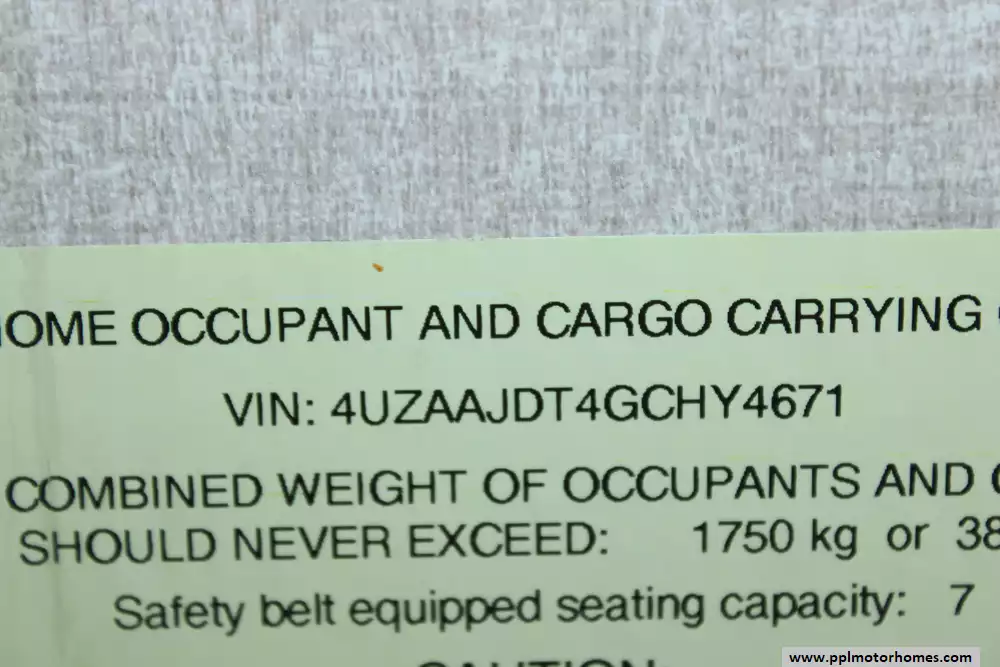 HOME OCCUPANT AND CARGO CARRYING
VIN: 4UZAAJDT4GCHY4671
COMBINED WEIGHT OF OCCUPANTS AND
SHOULD NEVER EXCEED: 1750 kg or 38
Safety belt equipped seating capacity: 7
CAUTION
www.pplmotorhomes.com